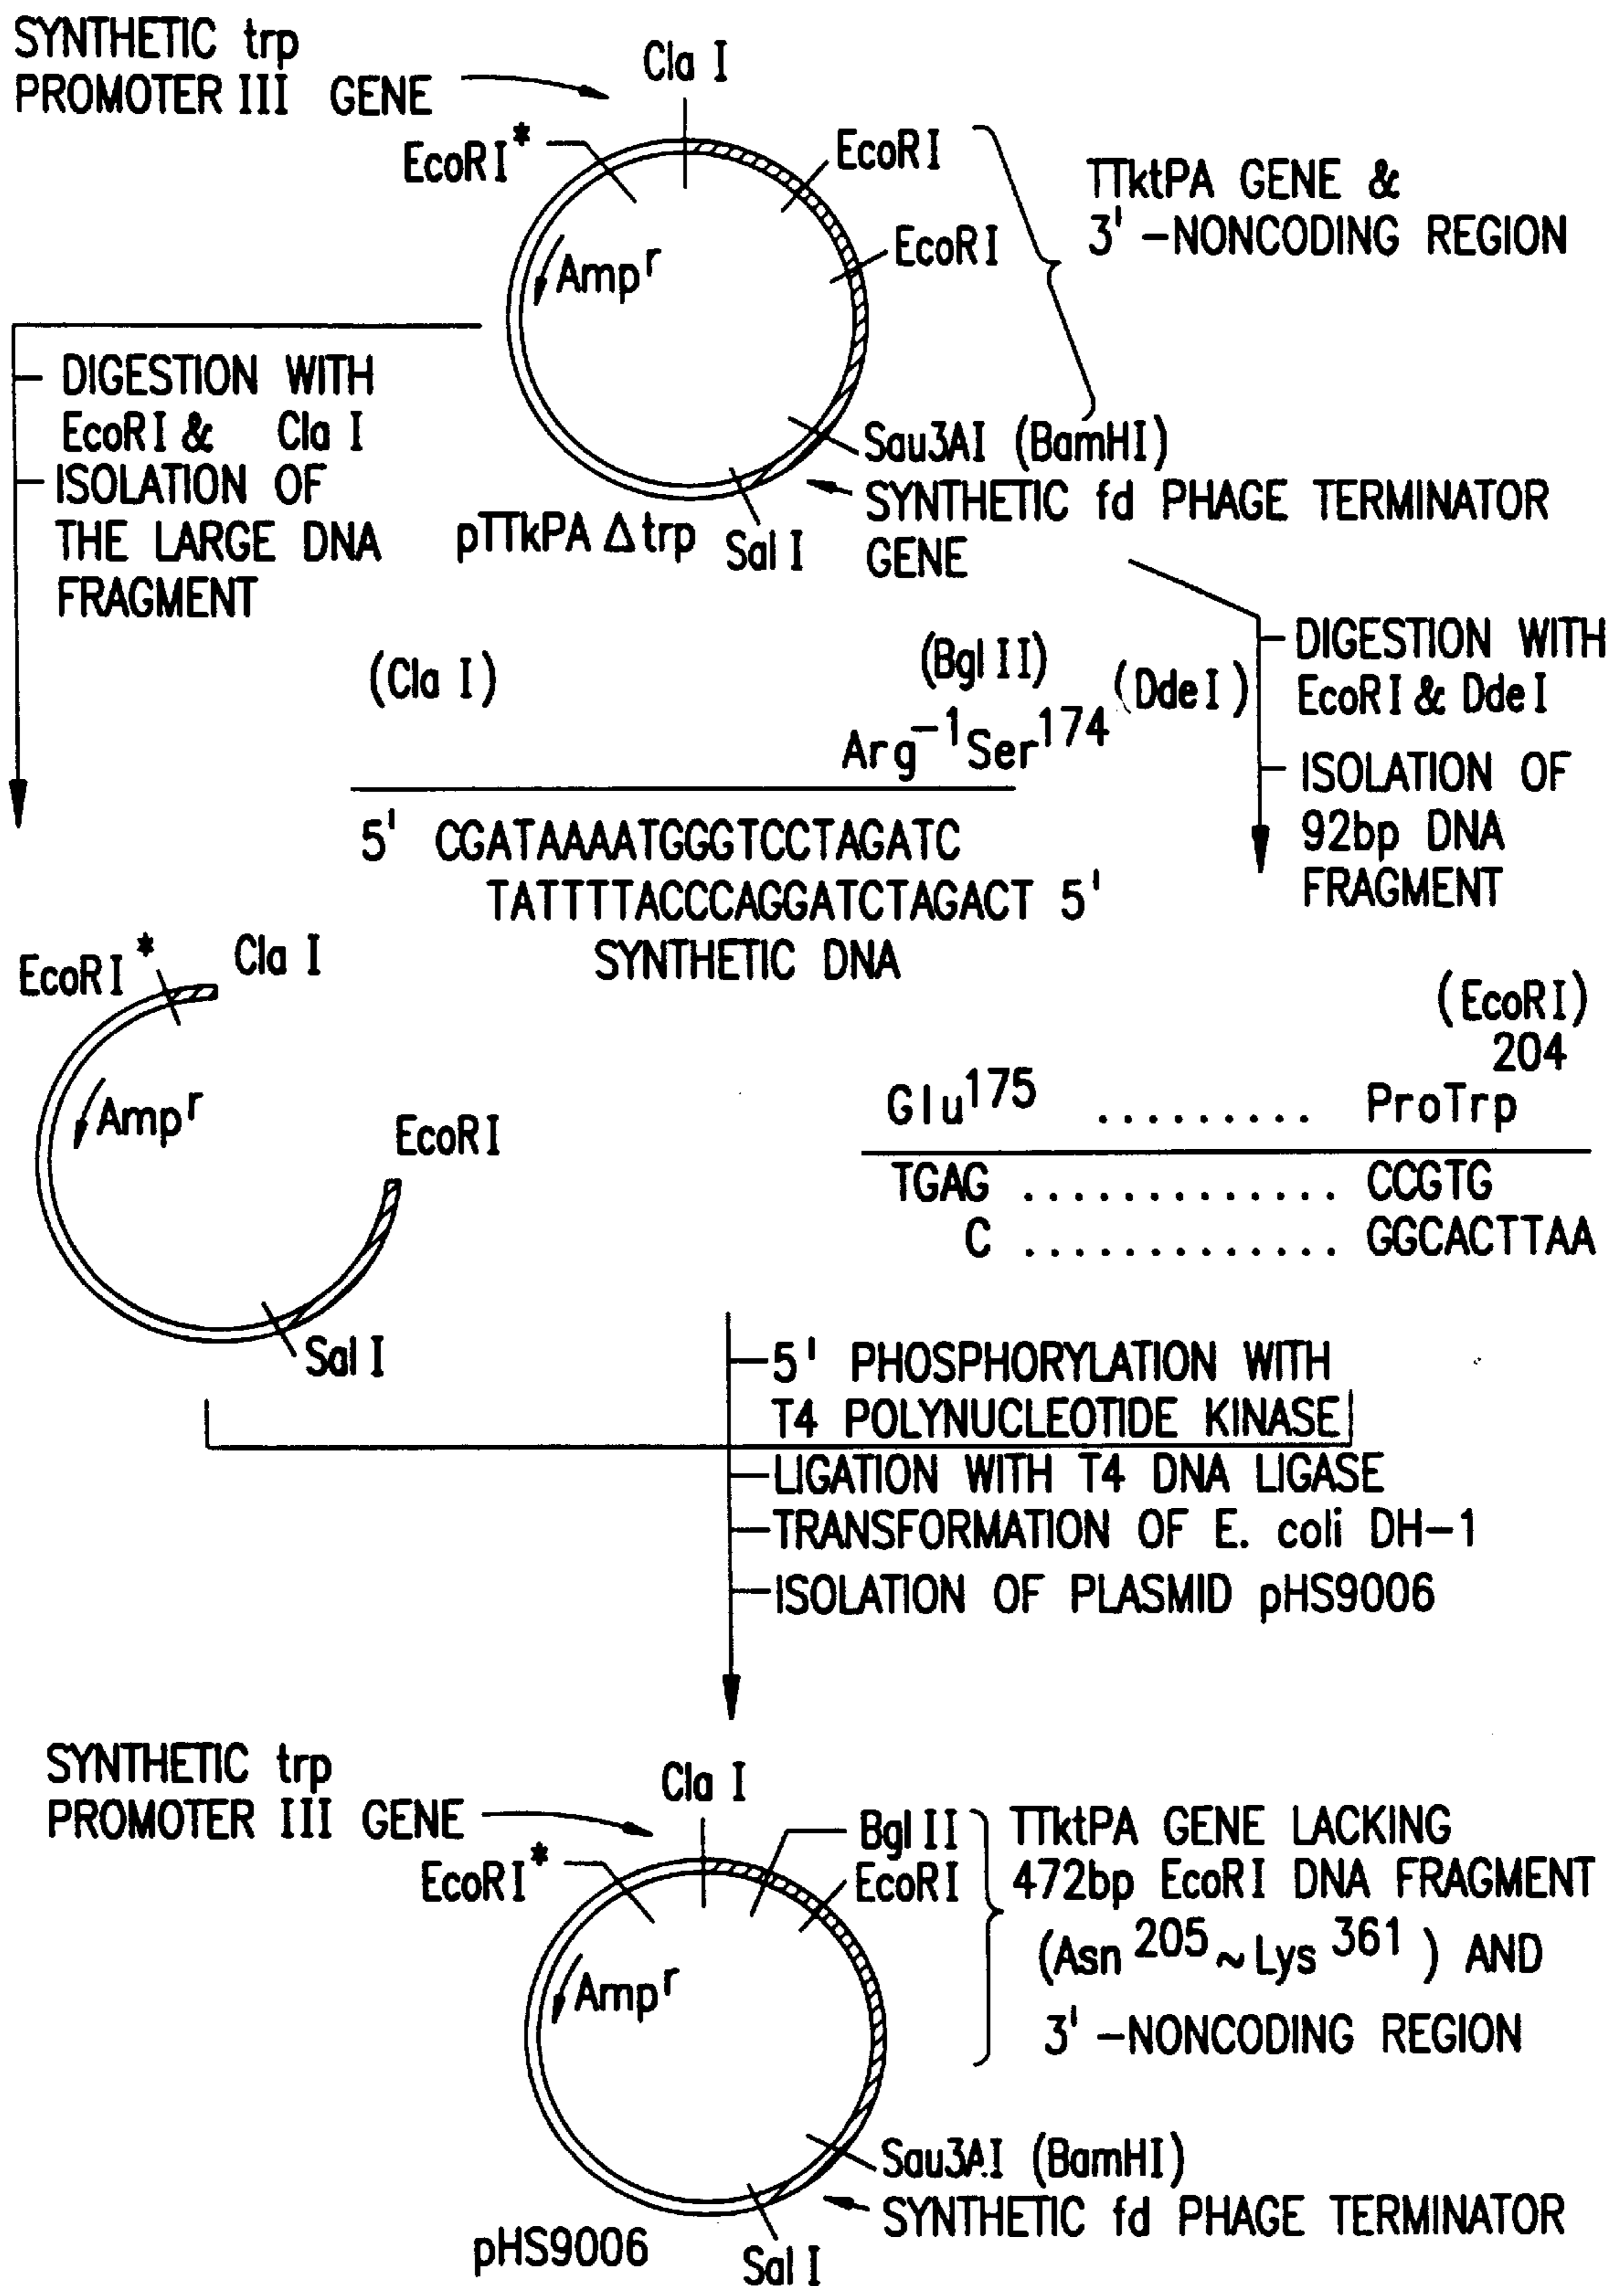 SYNTHETIC trp
PROMOTER III GENE
Cla I
EcoRI*
EcoRI
EcoRI
TTktPA GENE &
3' -NONCODING REGION
Ampr
DIGESTION WITH
EcoRI & Cla I
ISOLATION OF
THE LARGE DNA
FRAGMENT
Sau3AI (BamHI)
SYNTHETIC fd PHAGE TERMINATOR
GENE
pTTkPA Δ trp
Sal I
DIGESTION WITH
EcoRI & DdeI
ISOLATION OF
92bp DNA
FRAGMENT
(Cla I)
(Bgl II)
(DdeI)
Arg-1Ser174
5' CGATAAAATGGGTCCTAGATC
TATTTTACCCAGGATCTAGACT 5'
SYNTHETIC DNA
EcoRI*
Cla I
Ampr
EcoRI
Sal I
(EcoRI)
204
Glu175 ......... ProTrp
TGAG ............. CCGTG
C ............. GGCACTTAA
5' PHOSPHORYLATION WITH
T4 POLYNUCLEOTIDE KINASE
LIGATION WITH T4 DNA LIGASE
TRANSFORMATION OF E. coli DH-1
ISOLATION OF PLASMID pHS9006
SYNTHETIC trp
PROMOTER III GENE
Cla I
EcoRI*
Bgl II
EcoRI
TTktPA GENE LACKING
472bp EcoRI DNA FRAGMENT
(Asn 205 ~ Lys 361 ) AND
3' -NONCODING REGION
Ampr
Sau3AI (BamHI)
SYNTHETIC fd PHAGE TERMINATOR
pHS9006
Sal I